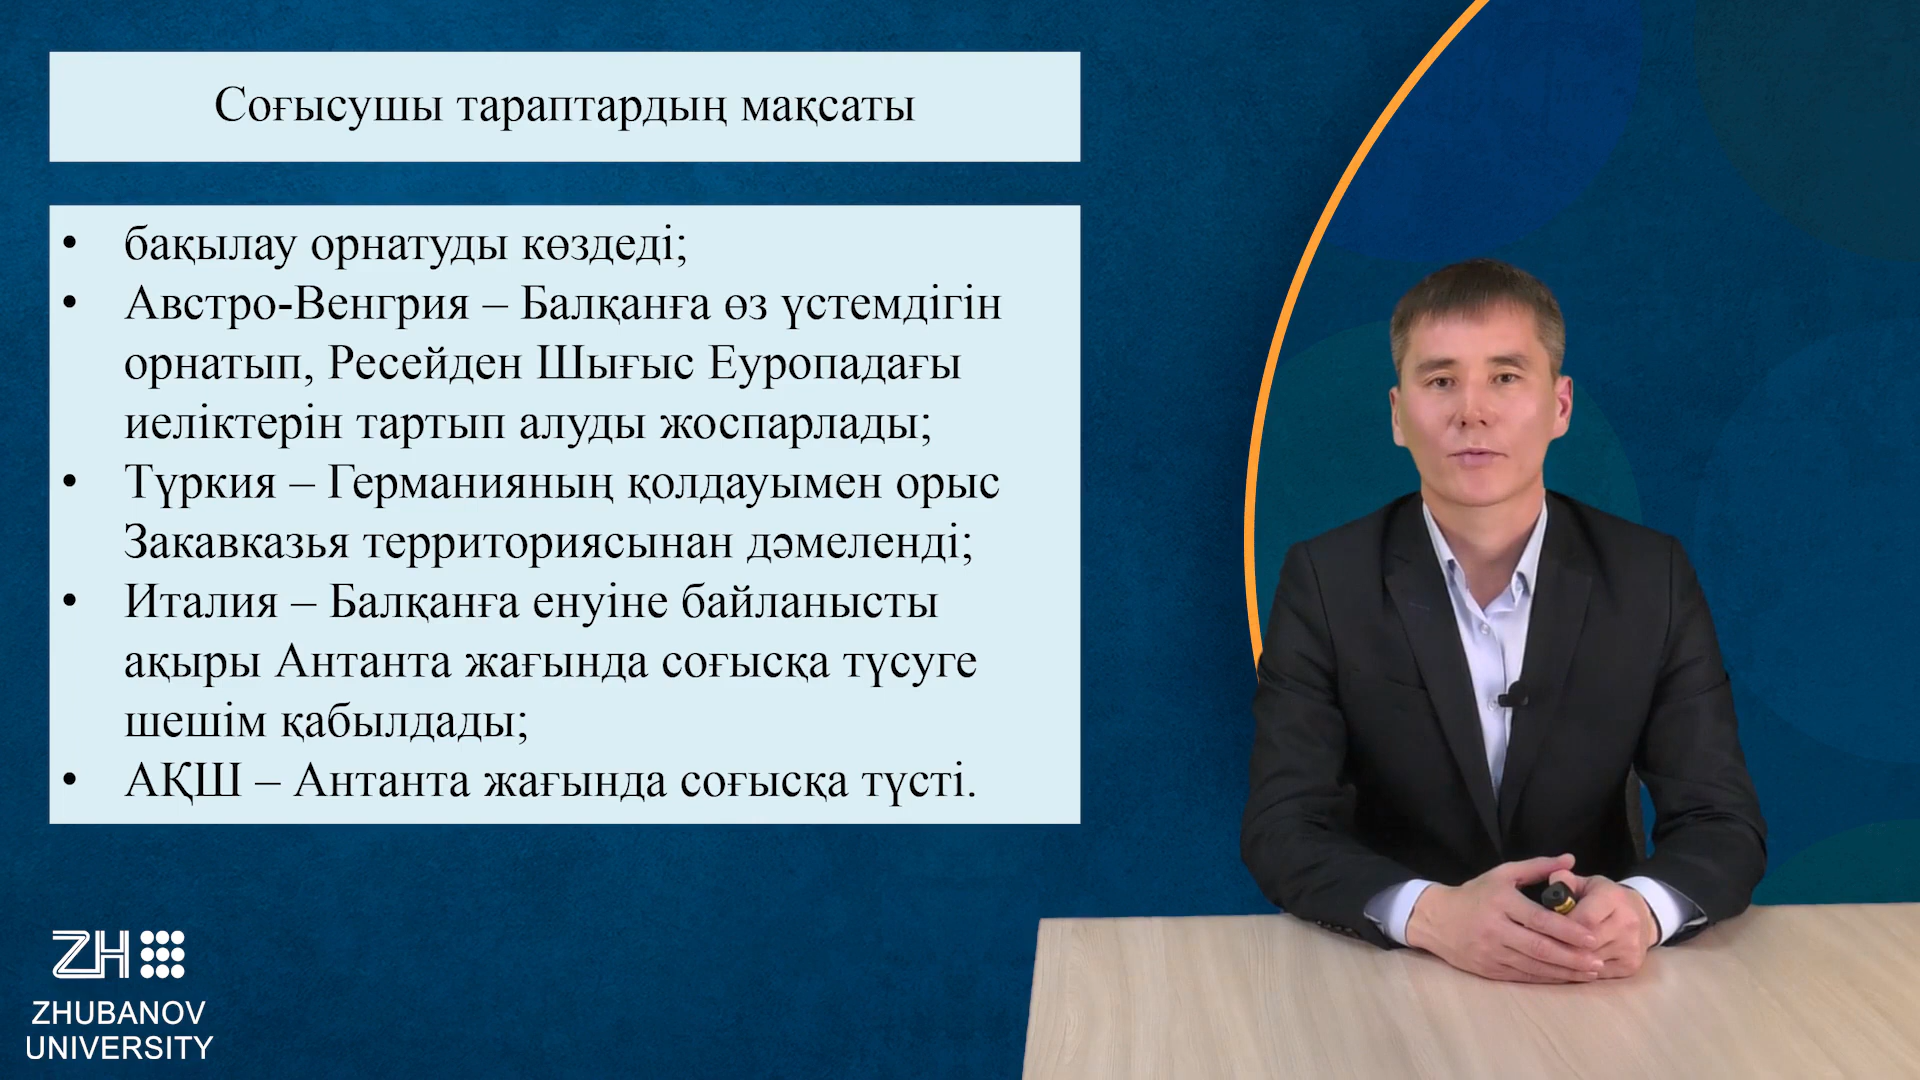 Соғысушы тараптардың мақсаты
• бақылау орнатуды көздеді;
• Австро-Венгрия – Балқанға өз үстемдігін
орнатып, Ресейден Шығыс Еуропадағы
иеліктерін тартып алуды жоспарлады;
• Түркия – Германияның қолдауымен орыс
Закавказья территориясынан дәмеленді;
• Италия – Балқанға енуіне байланысты
ақыры Антанта жағында соғысқа түсуге
шешім қабылдады;
• АҚШ – Антанта жағында соғысқа түсті.
ZH
ZHUBANOV
UNIVERSITY